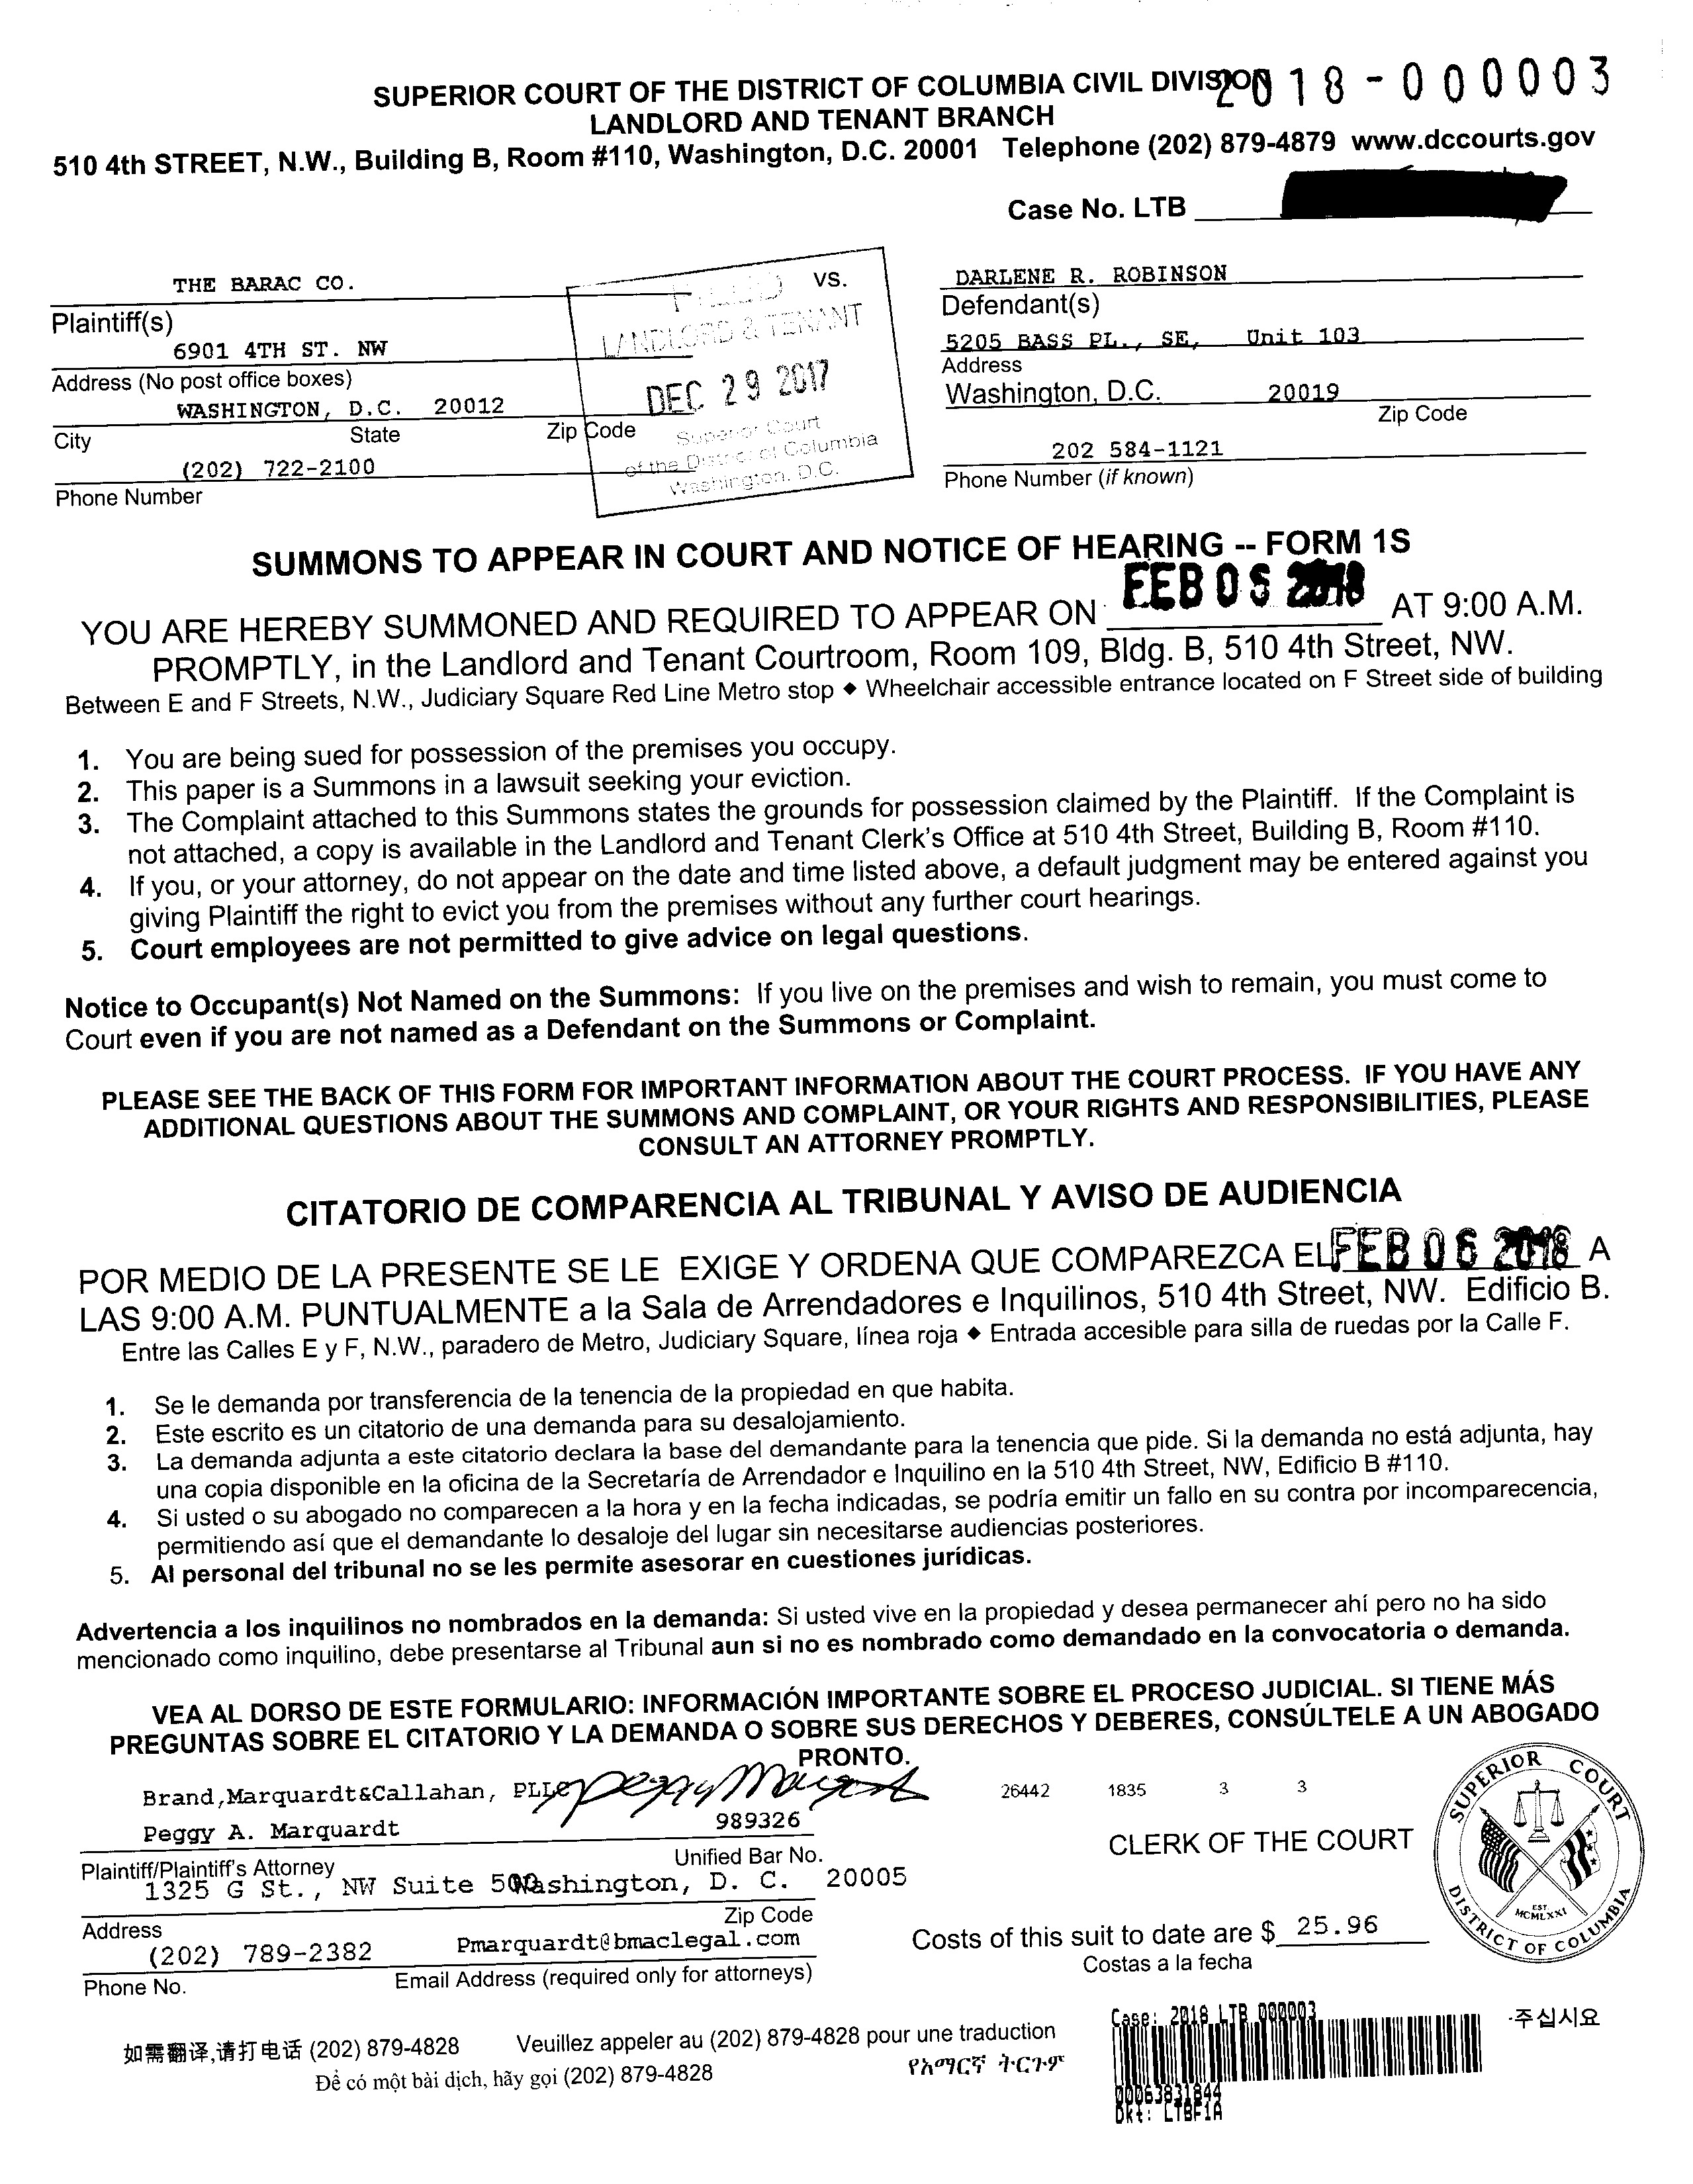 2018-000003
SUPERIOR COURT OF THE DISTRICT OF COLUMBIA CIVIL DIVISION
LANDLORD AND TENANT BRANCH
510 4th STREET, N.W., Building B, Room #110, Washington, D.C. 20001 Telephone (202) 879-4879 www.dccourts.gov
Case No. LTB
THE BARAC CO.
Plaintiff(s)
6901 4TH ST. NW
Address (No post office boxes)
WASHINGTON, D.C. 20012
City State Zip Code
(202) 722-2100
Phone Number
FILED
LANDLORD & TENANT
DEC 29 2017
Superior Court
of the District of Columbia
Washington, D.C.
VS.
DARLENE R. ROBINSON
Defendant(s)
5205 BASS PL., SE, Unit 103
Address
Washington, D.C. 20019
Zip Code
202 584-1121
Phone Number (if known)
SUMMONS TO APPEAR IN COURT AND NOTICE OF HEARING -- FORM 1S
YOU ARE HEREBY SUMMONED AND REQUIRED TO APPEAR ON FEB 06 2018 AT 9:00 A.M.
PROMPTLY, in the Landlord and Tenant Courtroom, Room 109, Bldg. B, 510 4th Street, NW.
Between E and F Streets, N.W., Judiciary Square Red Line Metro stop ♦ Wheelchair accessible entrance located on F Street side of building
1. You are being sued for possession of the premises you occupy.
2. This paper is a Summons in a lawsuit seeking your eviction.
3. The Complaint attached to this Summons states the grounds for possession claimed by the Plaintiff. If the Complaint is
not attached, a copy is available in the Landlord and Tenant Clerk's Office at 510 4th Street, Building B, Room #110.
4. If you, or your attorney, do not appear on the date and time listed above, a default judgment may be entered against you
giving Plaintiff the right to evict you from the premises without any further court hearings.
5. Court employees are not permitted to give advice on legal questions.
Notice to Occupant(s) Not Named on the Summons: If you live on the premises and wish to remain, you must come to
Court even if you are not named as a Defendant on the Summons or Complaint.
PLEASE SEE THE BACK OF THIS FORM FOR IMPORTANT INFORMATION ABOUT THE COURT PROCESS. IF YOU HAVE ANY
ADDITIONAL QUESTIONS ABOUT THE SUMMONS AND COMPLAINT, OR YOUR RIGHTS AND RESPONSIBILITIES, PLEASE
CONSULT AN ATTORNEY PROMPTLY.
CITATORIO DE COMPARENCIA AL TRIBUNAL Y AVISO DE AUDIENCIA
POR MEDIO DE LA PRESENTE SE LE EXIGE Y ORDENA QUE COMPAREZCA EL FEB 06 2018 A
LAS 9:00 A.M. PUNTUALMENTE a la Sala de Arrendadores e Inquilinos, 510 4th Street, NW. Edificio B.
Entre las Calles E y F, N.W., paradero de Metro, Judiciary Square, línea roja ♦ Entrada accesible para silla de ruedas por la Calle F.
1. Se le demanda por transferencia de la tenencia de la propiedad en que habita.
2. Este escrito es un citatorio de una demanda para su desalojamiento.
3. La demanda adjunta a este citatorio declara la base del demandante para la tenencia que pide. Si la demanda no está adjunta, hay
una copia disponible en la oficina de la Secretaría de Arrendador e Inquilino en la 510 4th Street, NW, Edificio B #110.
4. Si usted o su abogado no comparecen a la hora y en la fecha indicadas, se podría emitir un fallo en su contra por incomparecencia,
permitiendo así que el demandante lo desaloje del lugar sin necesitarse audiencias posteriores.
5. Al personal del tribunal no se les permite asesorar en cuestiones jurídicas.
Advertencia a los inquilinos no nombrados en la demanda: Si usted vive en la propiedad y desea permanecer ahí pero no ha sido
mencionado como inquilino, debe presentarse al Tribunal aun si no es nombrado como demandado en la convocatoria o demanda.
VEA AL DORSO DE ESTE FORMULARIO: INFORMACIÓN IMPORTANTE SOBRE EL PROCESO JUDICIAL. SI TIENE MÁS
PREGUNTAS SOBRE EL CITATORIO Y LA DEMANDA O SOBRE SUS DERECHOS Y DEBERES, CONSÚLTELE A UN ABOGADO
PRONTO.
Brand,Marquardt&Callahan, PLLC Peggy Marquardt
Peggy A. Marquardt 989326
Plaintiff/Plaintiff's Attorney Unified Bar No.
1325 G St., NW Suite 500 Washington, D. C. 20005
Address Zip Code
(202) 789-2382 Pmarquardt@bmaclegal.com
Phone No. Email Address (required only for attorneys)
26442 1835 3 3
CLERK OF THE COURT
SUPERIOR COURT
EST.
MCMLXXI
DISTRICT OF COLUMBIA
Costs of this suit to date are $ 25.96
Costas a la fecha
如需翻译,请打电话 (202) 879-4828 Veuillez appeler au (202) 879-4828 pour une traduction
Để có một bài dịch, hãy gọi (202) 879-4828 የአማርኛ ትርጉም
Case: 2018 LTB 000003
00063831844
Dkt: LTBF1A
주십시요